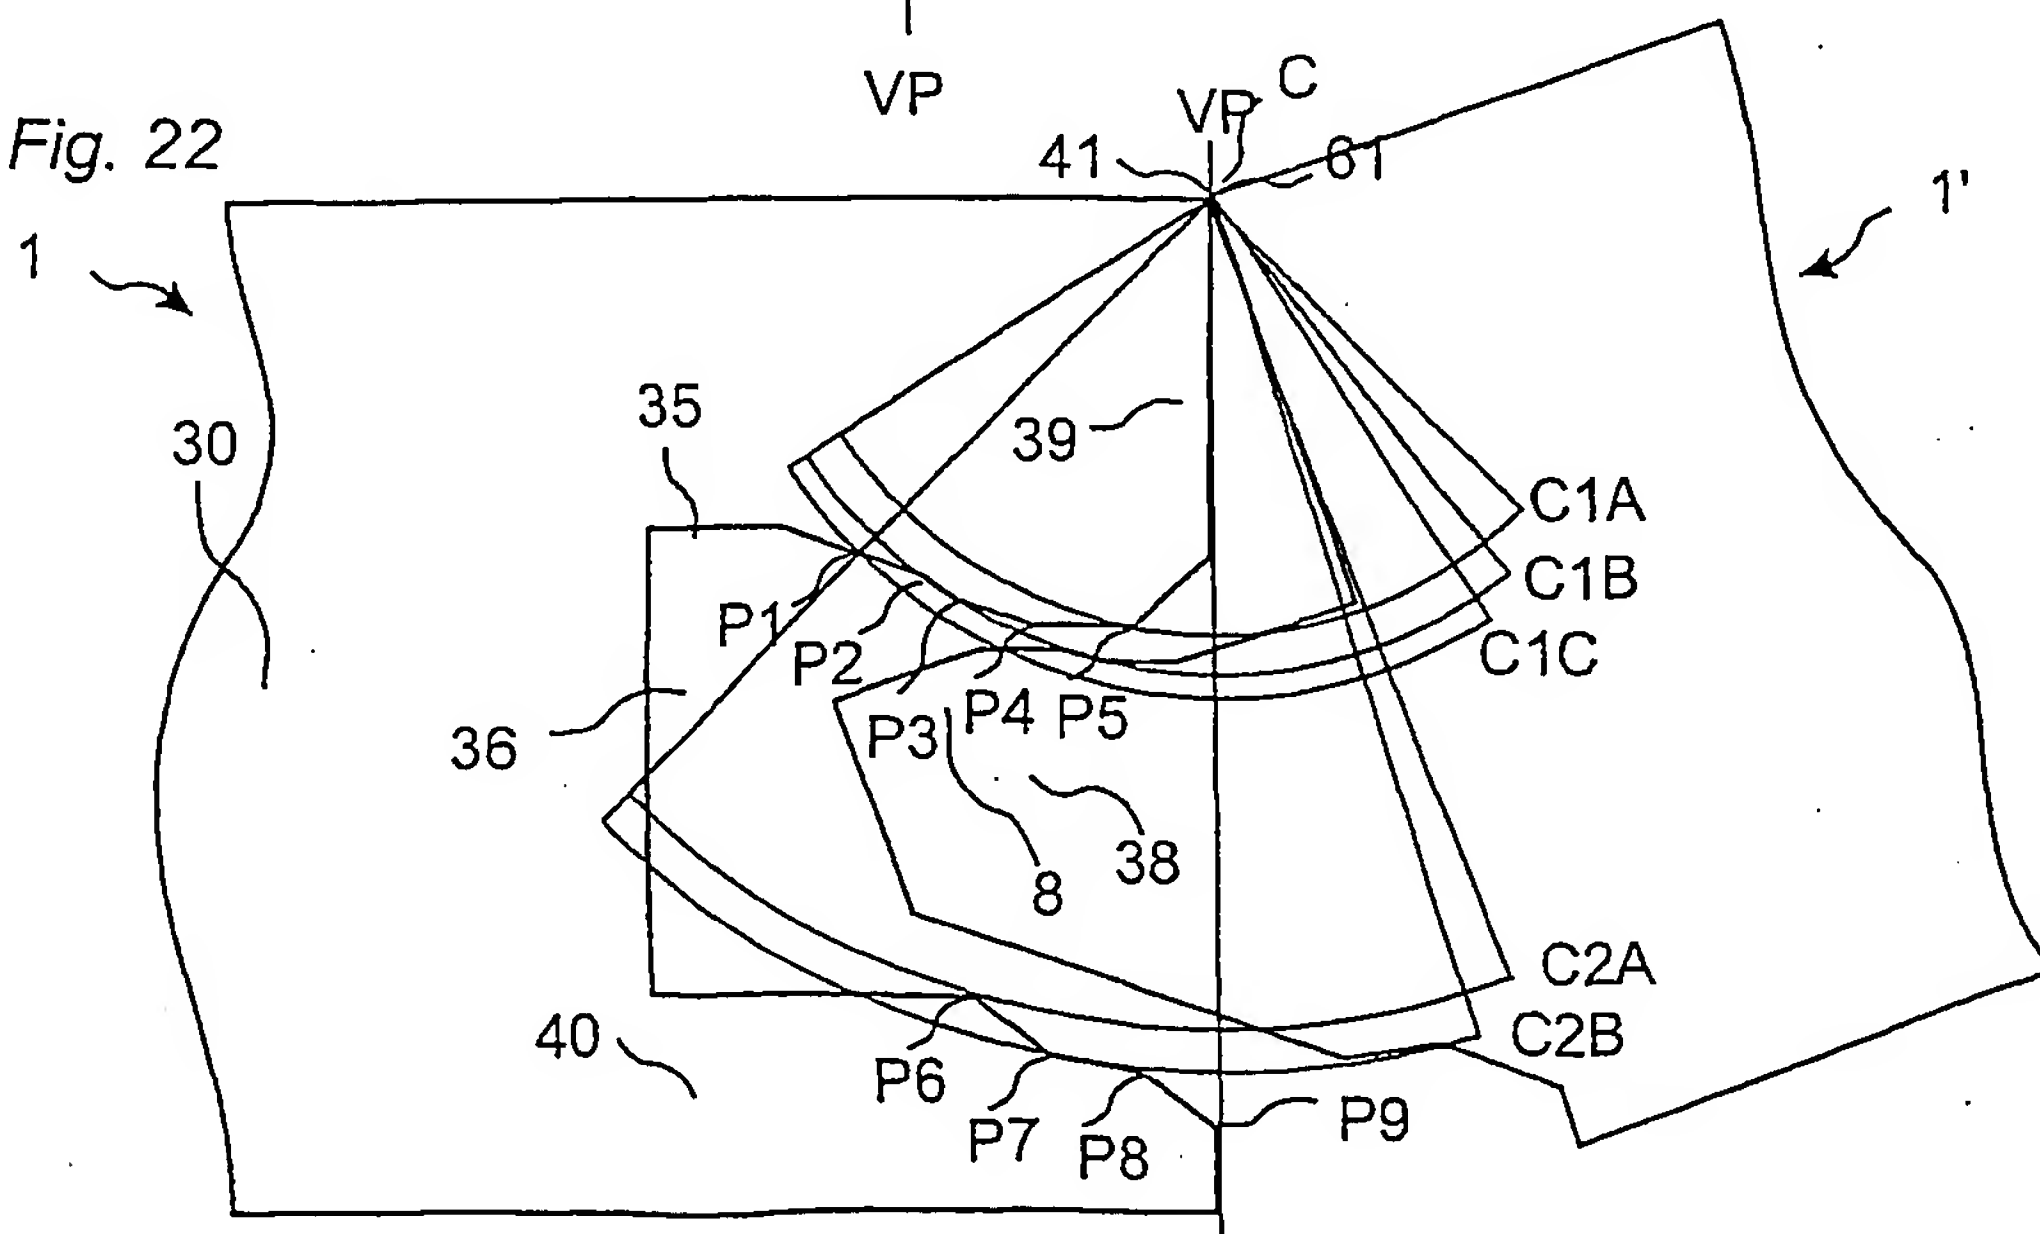 VP
Fig. 22
VP C
41 61
1 1'
35
30 39
C1A
C1B
P1 C1C
P2
P3 P4 P5
36
38
8
C2A
40 C2B
P6
P7 P8 P9